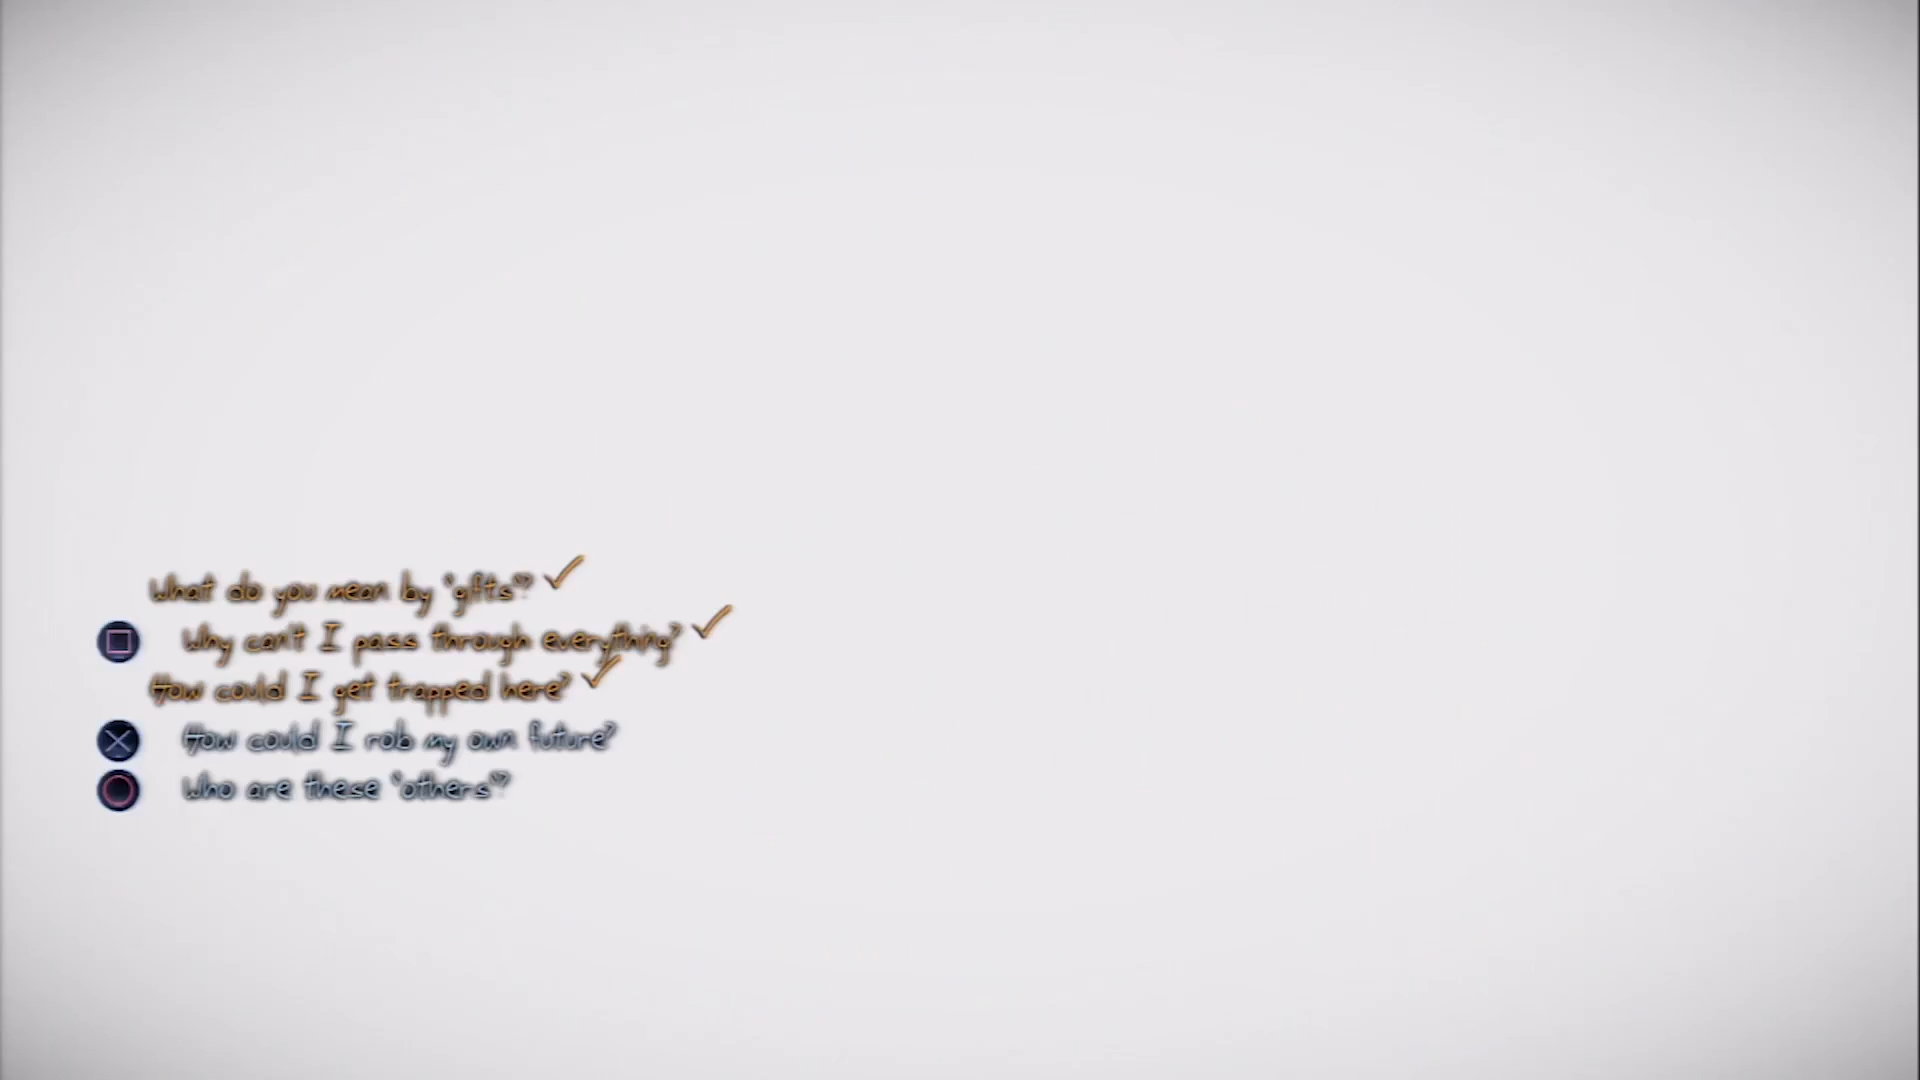 What do you mean by 'gifts'?
Why can't I pass through everything?
How could I get trapped here?
How could I rob my own future?
Who are these 'others'?